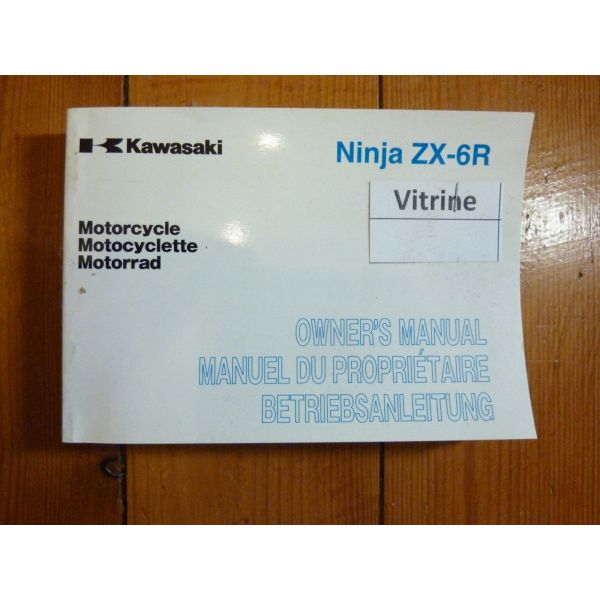 Kawasaki
Ninja ZX-6R
Vitrine
Motorcycle
Motocyclette
Motorrad
OWNER'S MANUAL
MANUEL DU PROPRIÉTAIRE
BETRIEBSANLEITUNG